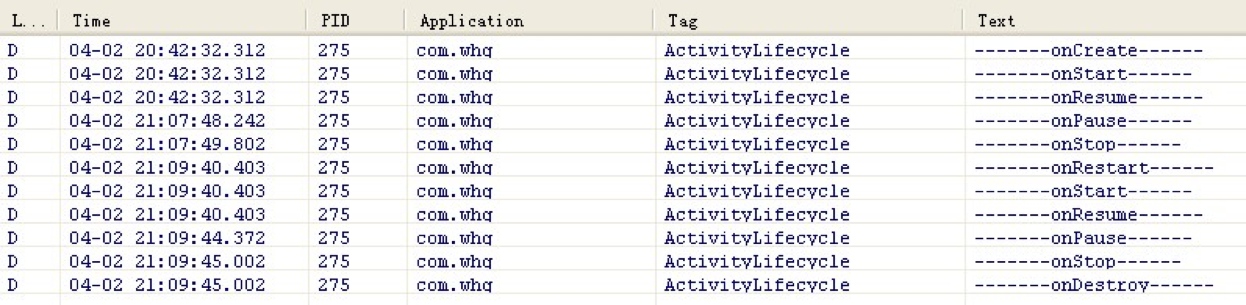 L... Time PID Application Tag Text
D 04-02 20:42:32.312 275 com.whq ActivityLifecycle -------onCreate------
D 04-02 20:42:32.312 275 com.whq ActivityLifecycle -------onStart------
D 04-02 20:42:32.312 275 com.whq ActivityLifecycle -------onResume------
D 04-02 21:07:48.242 275 com.whq ActivityLifecycle -------onPause------
D 04-02 21:07:49.802 275 com.whq ActivityLifecycle -------onStop------
D 04-02 21:09:40.403 275 com.whq ActivityLifecycle -------onRestart------
D 04-02 21:09:40.403 275 com.whq ActivityLifecycle -------onStart------
D 04-02 21:09:40.403 275 com.whq ActivityLifecycle -------onResume------
D 04-02 21:09:44.372 275 com.whq ActivityLifecycle -------onPause------
D 04-02 21:09:45.002 275 com.whq ActivityLifecycle -------onStop------
D 04-02 21:09:45.002 275 com.whq ActivityLifecycle -------onDestroy------